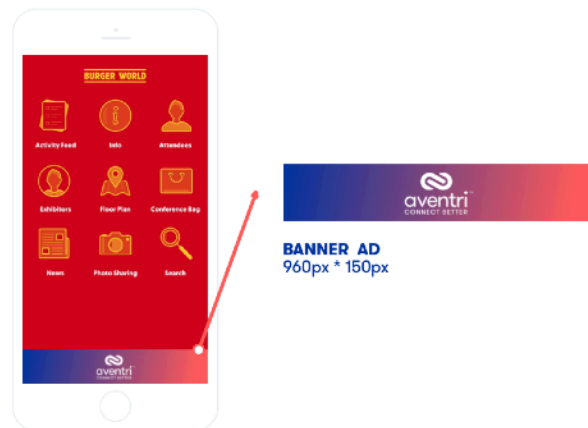 BURGER WORLD
Activity Feed
Info
Attendees
Exhibitors
Floor Plan
Conference Bag
News
Photo Sharing
Search
aventri
CONNECT BETTER
aventri™
CONNECT BETTER
BANNER AD
960px * 150px